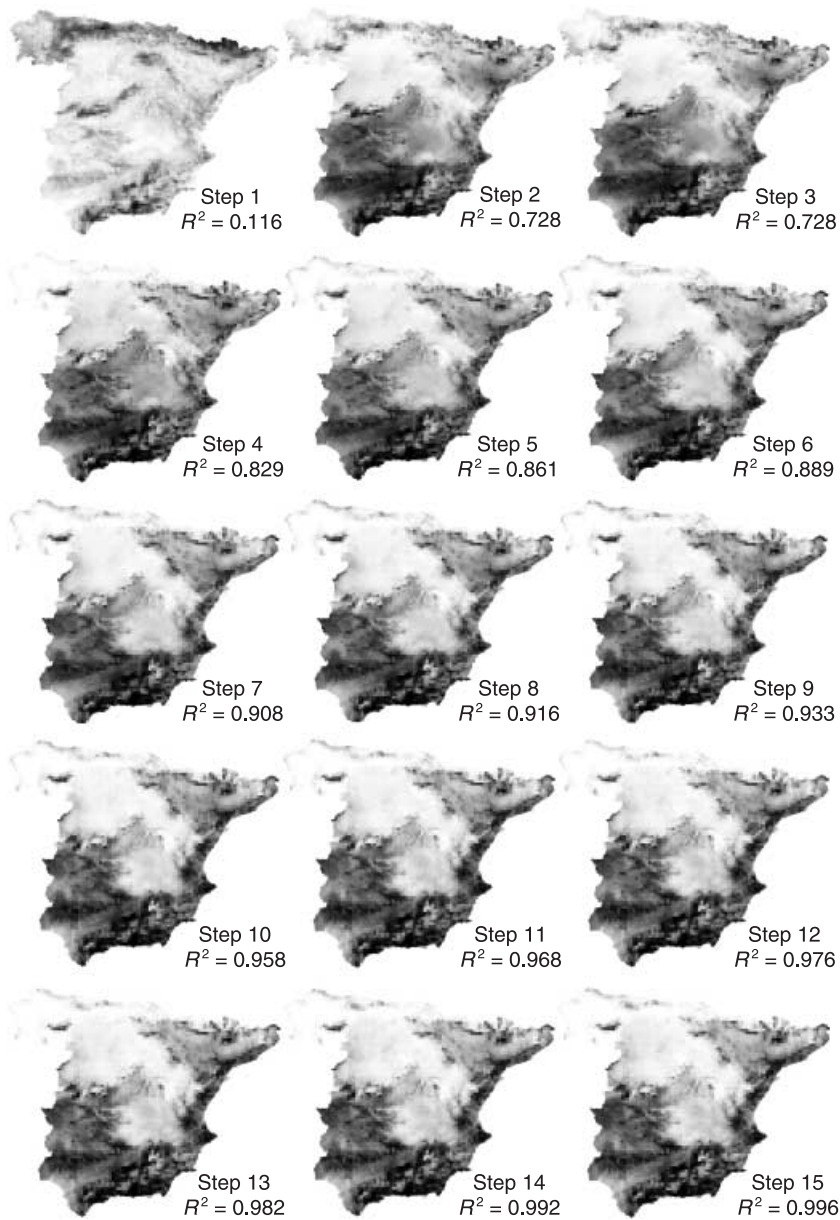 Step 1
R² = 0.116
Step 2
R² = 0.728
Step 3
R² = 0.728
Step 4
R² = 0.829
Step 5
R² = 0.861
Step 6
R² = 0.889
Step 7
R² = 0.908
Step 8
R² = 0.916
Step 9
R² = 0.933
Step 10
R² = 0.958
Step 11
R² = 0.968
Step 12
R² = 0.976
Step 13
R² = 0.982
Step 14
R² = 0.992
Step 15
R² = 0.996